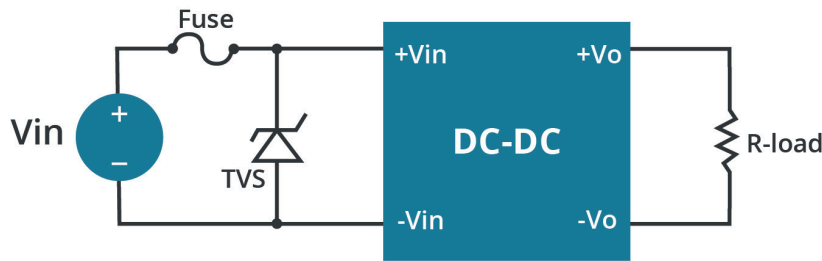 Fuse
+Vin
+Vo
+
Vin
DC-DC
R-load
−
TVS
-Vin
-Vo